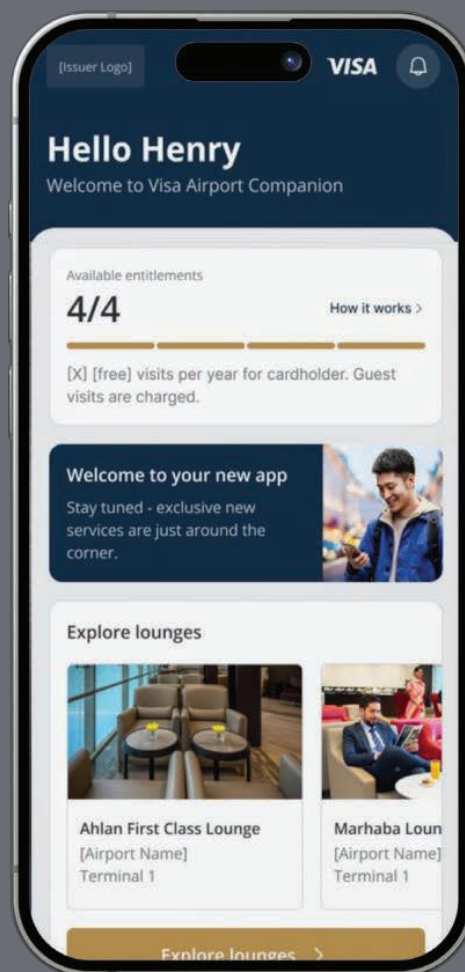 [Issuer Logo]
VISA
Hello Henry
Welcome to Visa Airport Companion
Available entitlements
4/4
How it works >
[X] [free] visits per year for cardholder. Guest
visits are charged.
Welcome to your new app
Stay tuned - exclusive new
services are just around the
corner.
Explore lounges
Ahlan First Class Lounge
[Airport Name]
Terminal 1
Marhaba Loun
[Airport Name]
Terminal 1
Explore lounges >